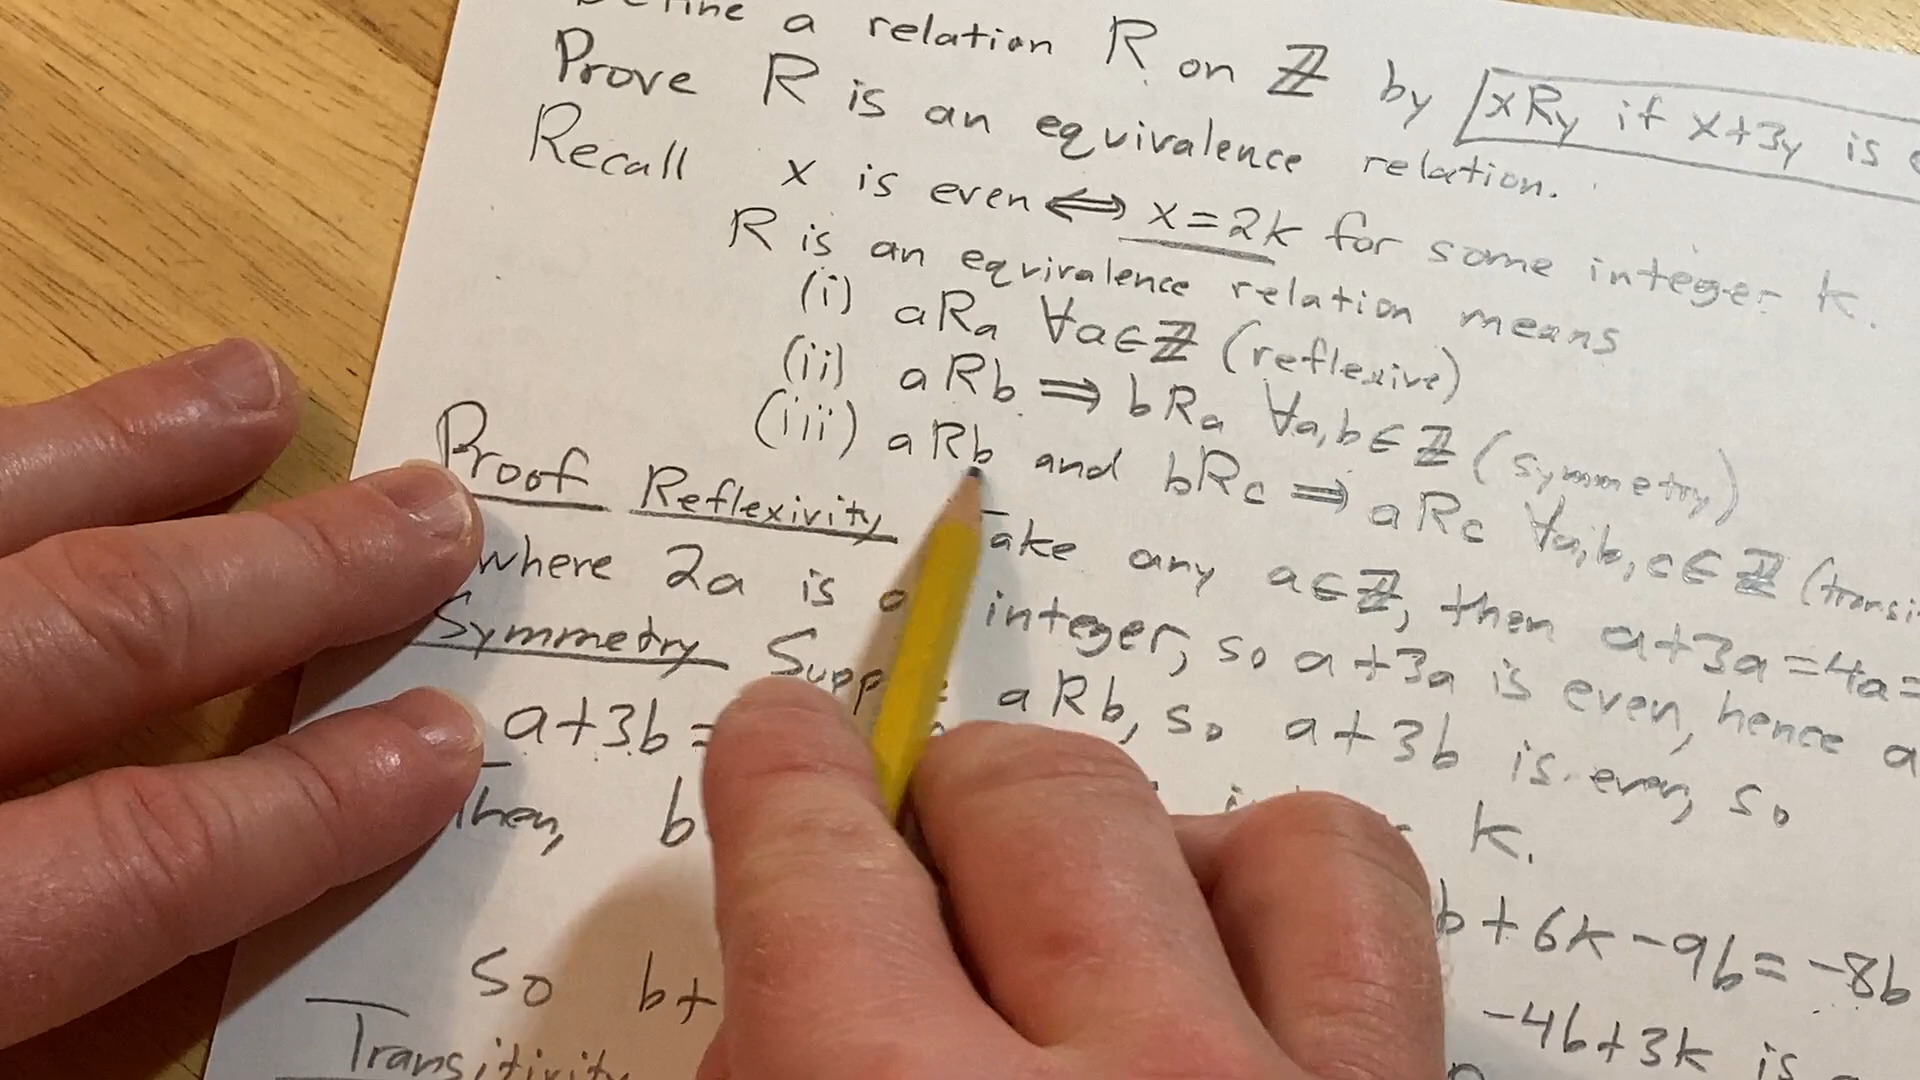 a relation R on ℤ by xRy if x+3y is
Prove R is an equivalence relation.
Recall x is even ⟺ x=2k for some integer k.
R is an equivalence relation means
(i) aRa ∀a∈ℤ (reflexive)
(ii) aRb ⟹ bRa ∀a,b∈ℤ (symmetry)
(iii) aRb and bRc ⟹ aRc ∀a,b,c∈ℤ
Proof Reflexivity Take any a∈ℤ, then a+3a=4a=
where 2a is integer, so a+3a is even, hence a
Symmetry aRb, so a+3b is even, so
a+3b= k.
Then, b
b+6k-9b=-8b
So b+ -4b+3k is
Transitivity